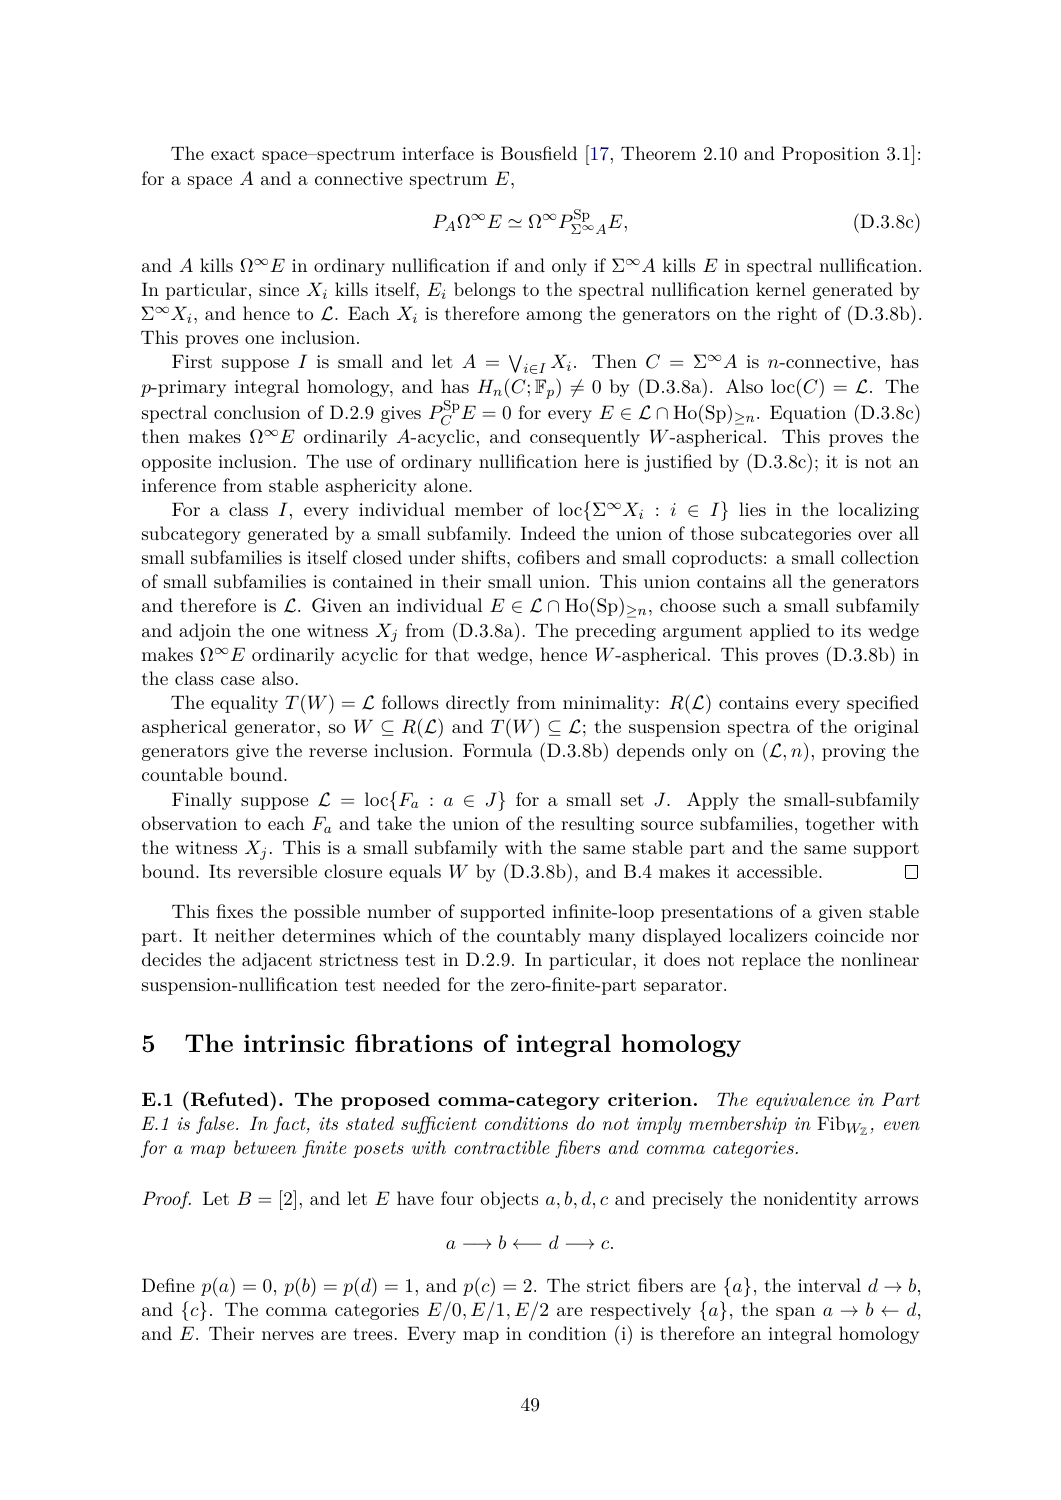 The exact space–spectrum interface is Bousfield [17, Theorem 2.10 and Proposition 3.1]:
for a space A and a connective spectrum E,
P_AΩ^∞E ≃ Ω^∞P^{Sp}_{Σ^∞A}E, (D.3.8c)
and A kills Ω^∞E in ordinary nullification if and only if Σ^∞A kills E in spectral nullification.
In particular, since X_i kills itself, E_i belongs to the spectral nullification kernel generated by
Σ^∞X_i, and hence to ℒ. Each X_i is therefore among the generators on the right of (D.3.8b).
This proves one inclusion.
First suppose I is small and let A = ⋁_{i∈I} X_i. Then C = Σ^∞A is n-connective, has
p-primary integral homology, and has H_n(C; 𝔽_p) ≠ 0 by (D.3.8a). Also loc(C) = ℒ. The
spectral conclusion of D.2.9 gives P^{Sp}_C E = 0 for every E ∈ ℒ ∩ Ho(Sp)_{≥n}. Equation (D.3.8c)
then makes Ω^∞E ordinarily A-acyclic, and consequently W-aspherical. This proves the
opposite inclusion. The use of ordinary nullification here is justified by (D.3.8c); it is not an
inference from stable asphericity alone.
For a class I, every individual member of loc{Σ^∞X_i : i ∈ I} lies in the localizing
subcategory generated by a small subfamily. Indeed the union of those subcategories over all
small subfamilies is itself closed under shifts, cofibers and small coproducts: a small collection
of small subfamilies is contained in their small union. This union contains all the generators
and therefore is ℒ. Given an individual E ∈ ℒ ∩ Ho(Sp)_{≥n}, choose such a small subfamily
and adjoin the one witness X_j from (D.3.8a). The preceding argument applied to its wedge
makes Ω^∞E ordinarily acyclic for that wedge, hence W-aspherical. This proves (D.3.8b) in
the class case also.
The equality T(W) = ℒ follows directly from minimality: R(ℒ) contains every specified
aspherical generator, so W ⊆ R(ℒ) and T(W) ⊆ ℒ; the suspension spectra of the original
generators give the reverse inclusion. Formula (D.3.8b) depends only on (ℒ, n), proving the
countable bound.
Finally suppose ℒ = loc{F_a : a ∈ J} for a small set J. Apply the small-subfamily
observation to each F_a and take the union of the resulting source subfamilies, together with
the witness X_j. This is a small subfamily with the same stable part and the same support
bound. Its reversible closure equals W by (D.3.8b), and B.4 makes it accessible. □
This fixes the possible number of supported infinite-loop presentations of a given stable
part. It neither determines which of the countably many displayed localizers coincide nor
decides the adjacent strictness test in D.2.9. In particular, it does not replace the nonlinear
suspension-nullification test needed for the zero-finite-part separator.
5 The intrinsic fibrations of integral homology
E.1 (Refuted). The proposed comma-category criterion. The equivalence in Part
E.1 is false. In fact, its stated sufficient conditions do not imply membership in Fib_{W_ℤ}, even
for a map between finite posets with contractible fibers and comma categories.
Proof. Let B = [2], and let E have four objects a, b, d, c and precisely the nonidentity arrows
a ⟶ b ⟵ d ⟶ c.
Define p(a) = 0, p(b) = p(d) = 1, and p(c) = 2. The strict fibers are {a}, the interval d → b,
and {c}. The comma categories E/0, E/1, E/2 are respectively {a}, the span a → b ← d,
and E. Their nerves are trees. Every map in condition (i) is therefore an integral homology
49